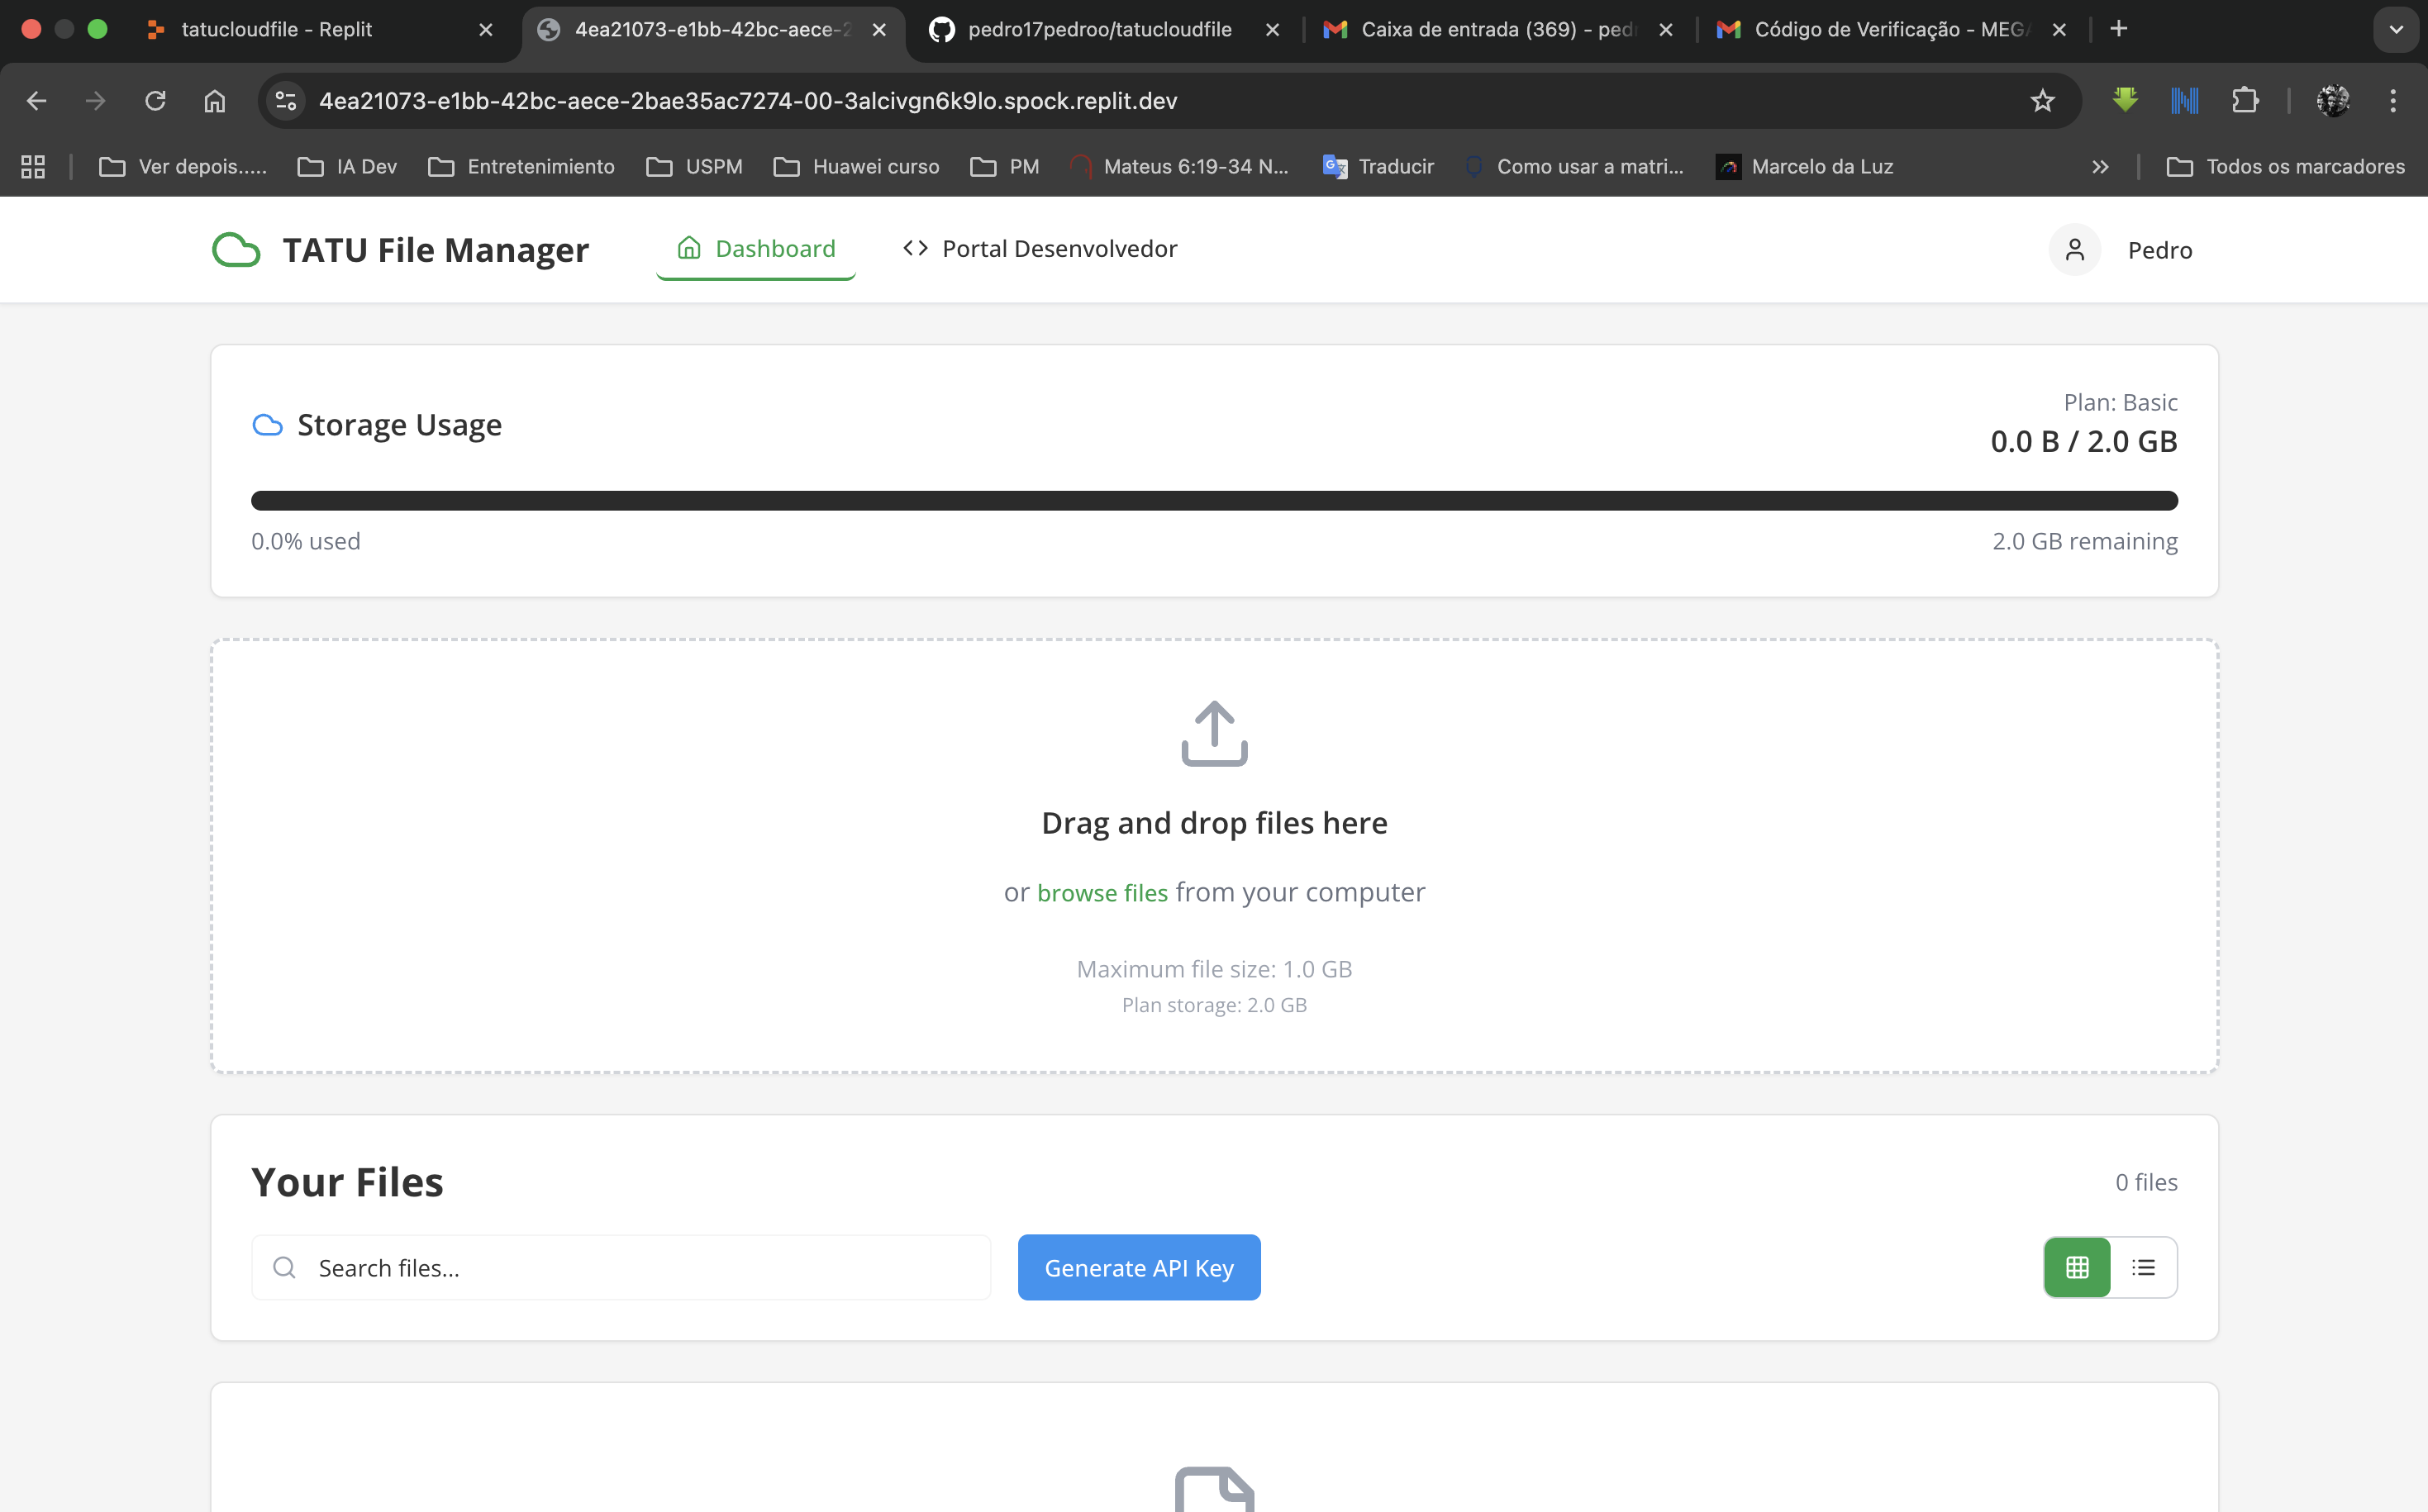 tatucloudfile - Replit
4ea21073-e1bb-42bc-aece-2
pedro17pedroo/tatucloudfile
Caixa de entrada (369) - pedr
Código de Verificação - MEGA
4ea21073-e1bb-42bc-aece-2bae35ac7274-00-3alcivgn6k9lo.spock.replit.dev
Ver depois.....
IA Dev
Entretenimiento
USPM
Huawei curso
PM
Mateus 6:19-34 N...
Traducir
Como usar a matri...
Marcelo da Luz
Todos os marcadores
TATU File Manager
Dashboard
Portal Desenvolvedor
Pedro
Storage Usage
Plan: Basic
0.0 B / 2.0 GB
0.0% used
2.0 GB remaining
Drag and drop files here
or browse files from your computer
Maximum file size: 1.0 GB
Plan storage: 2.0 GB
Your Files
0 files
Search files...
Generate API Key